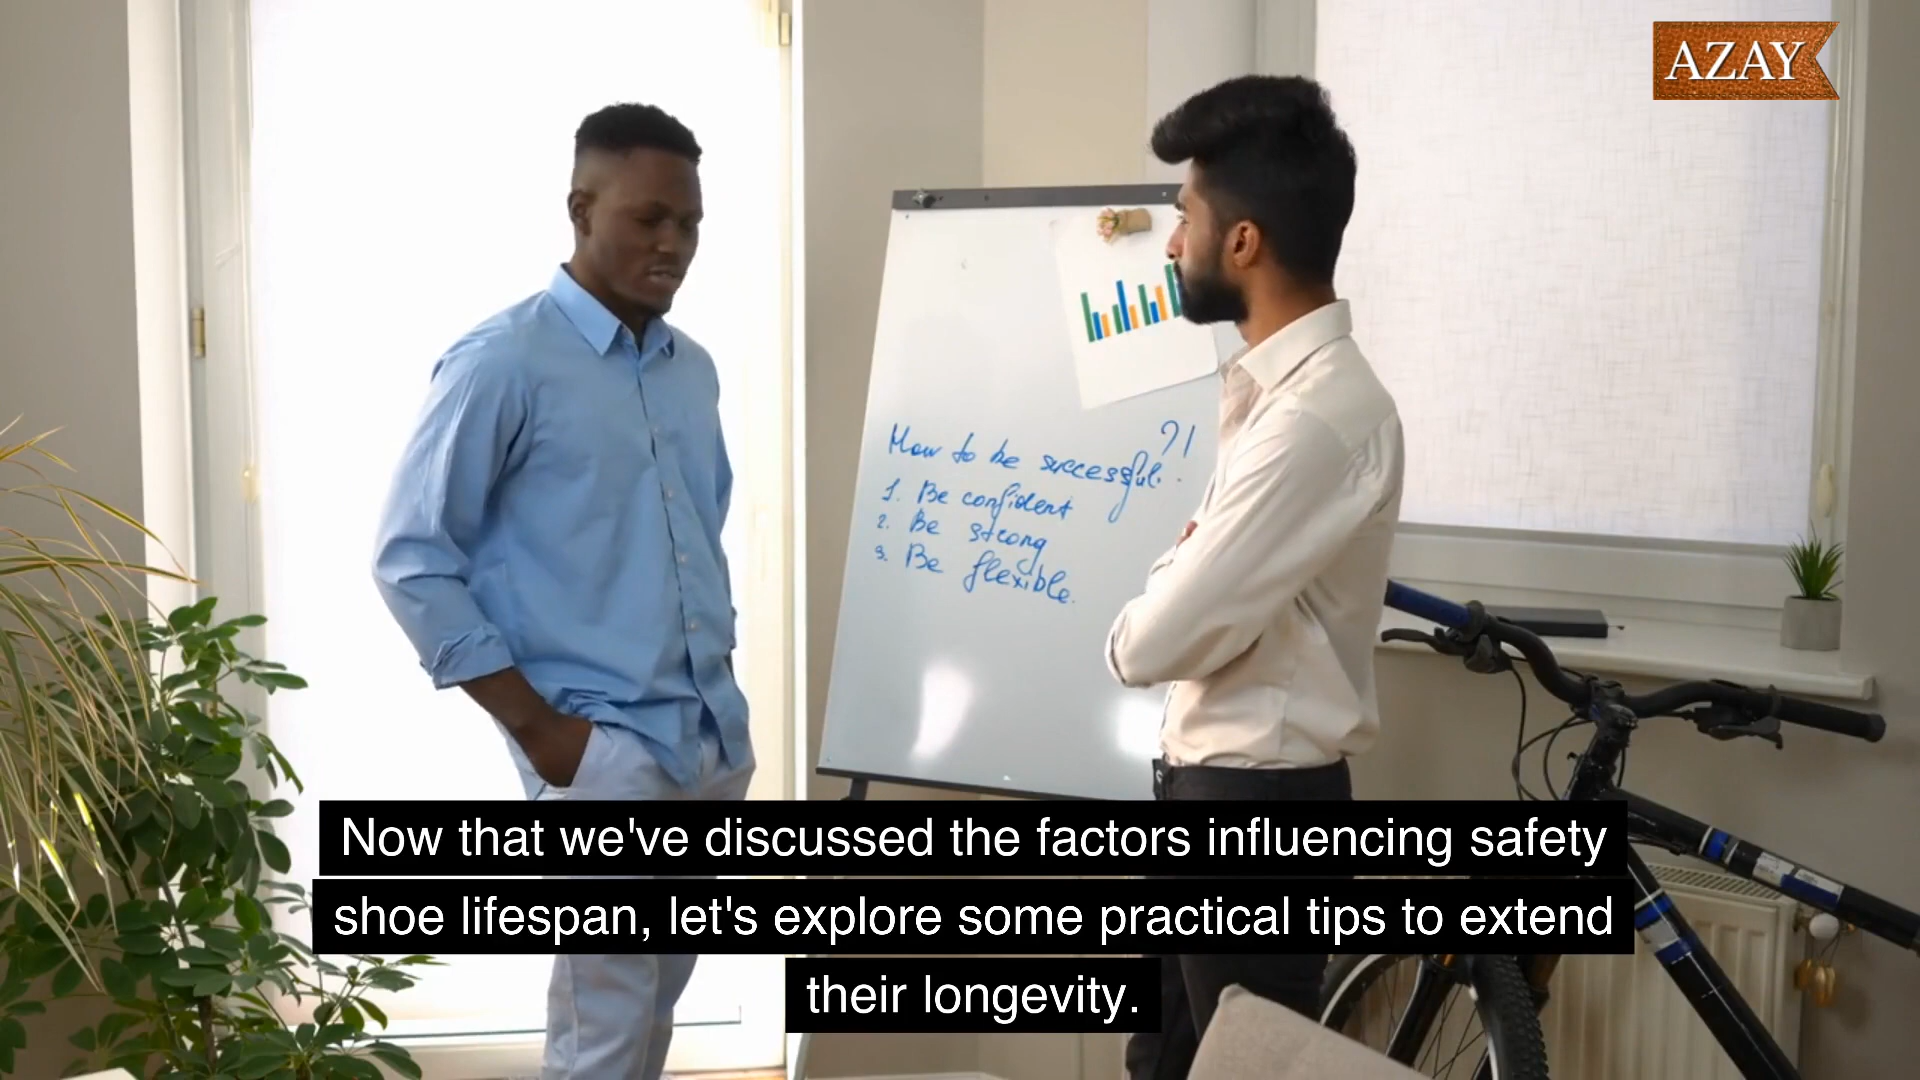 AZAY
How to be successful?!
1. Be confident
2. Be strong
3. Be flexible.
Now that we've discussed the factors influencing safety
shoe lifespan, let's explore some practical tips to extend
their longevity.